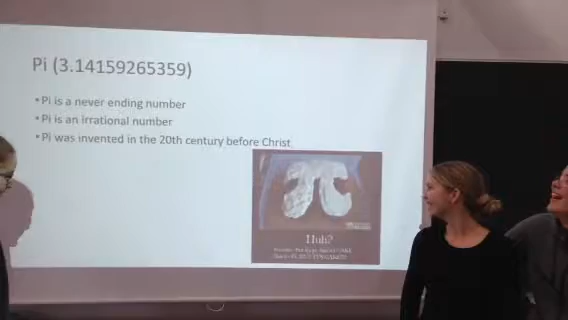 Pi (3.14159265359)
• Pi is a never ending number
• Pi is an irrational number
• Pi was invented in the 20th century before Christ
Huh?